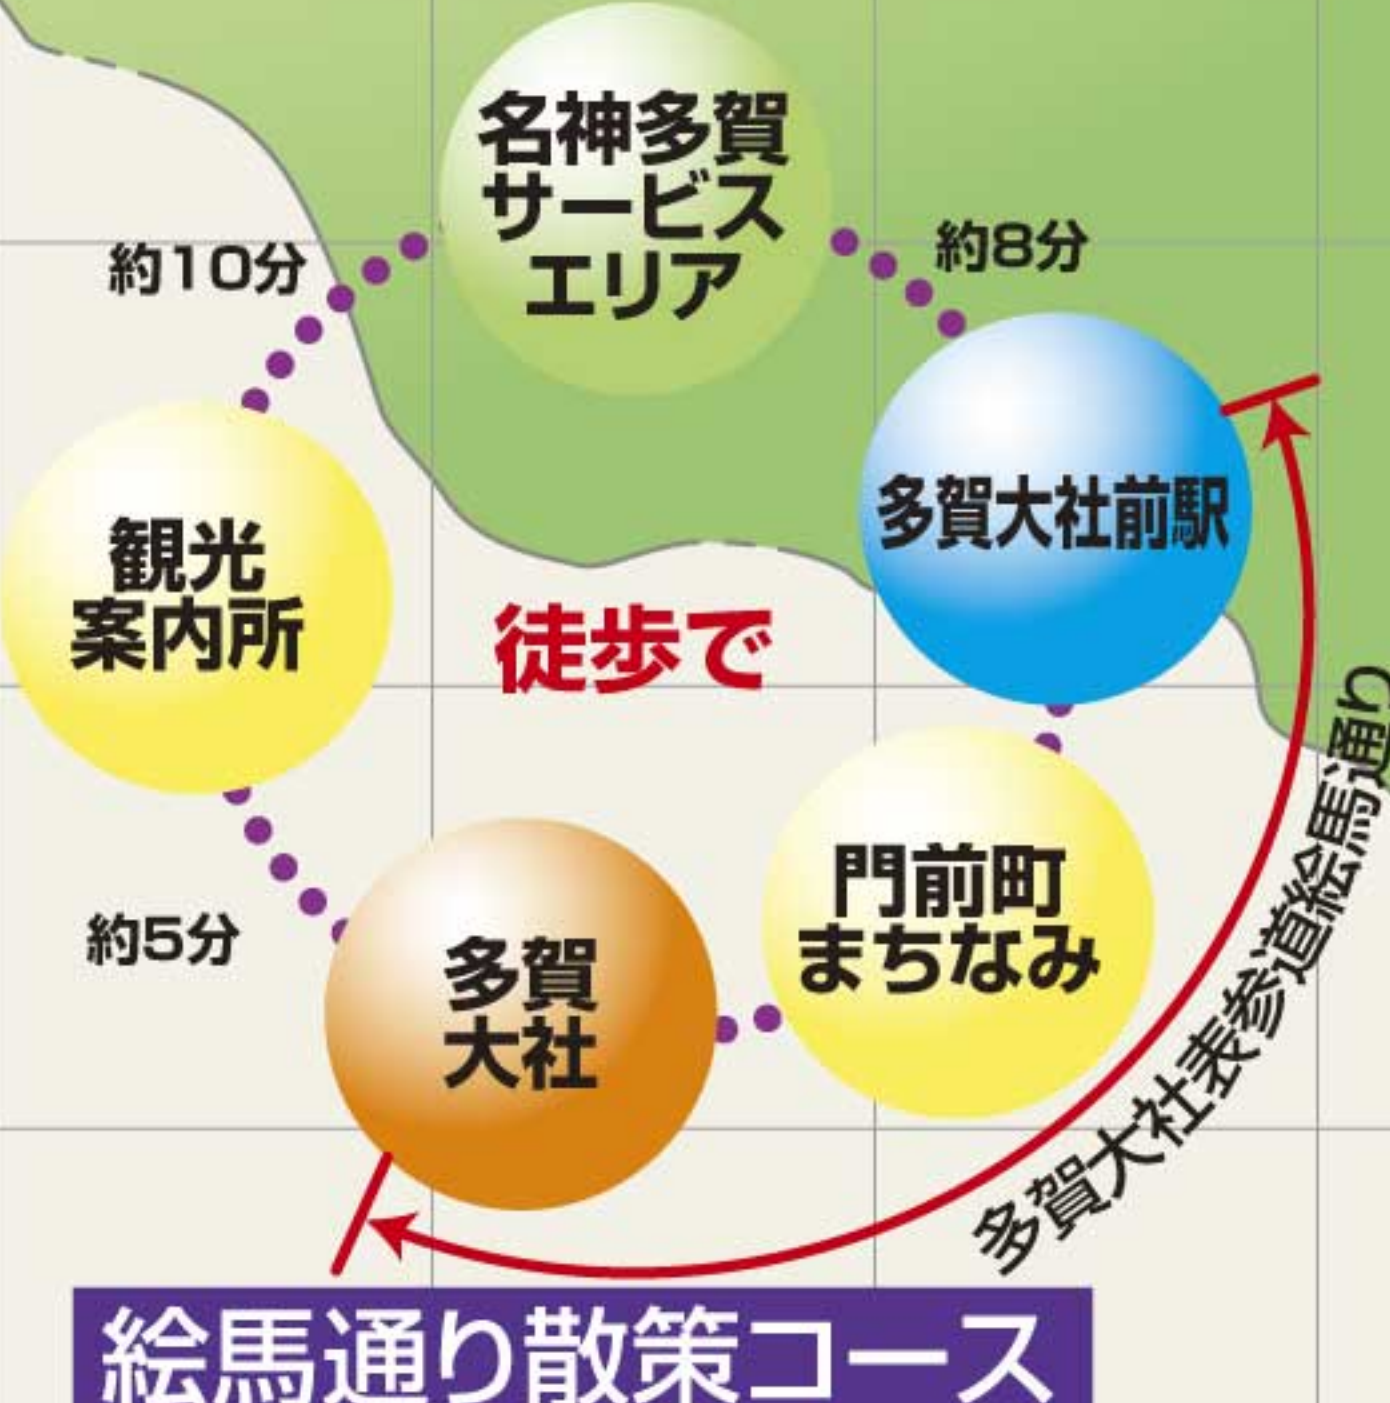 名神多賀
サービス
エリア
約10分
約8分
多賀大社前駅
観光
案内所
徒歩で
門前町
まちなみ
約5分
多賀
大社
多賀大社表参道絵馬通り
絵馬通り散策コース